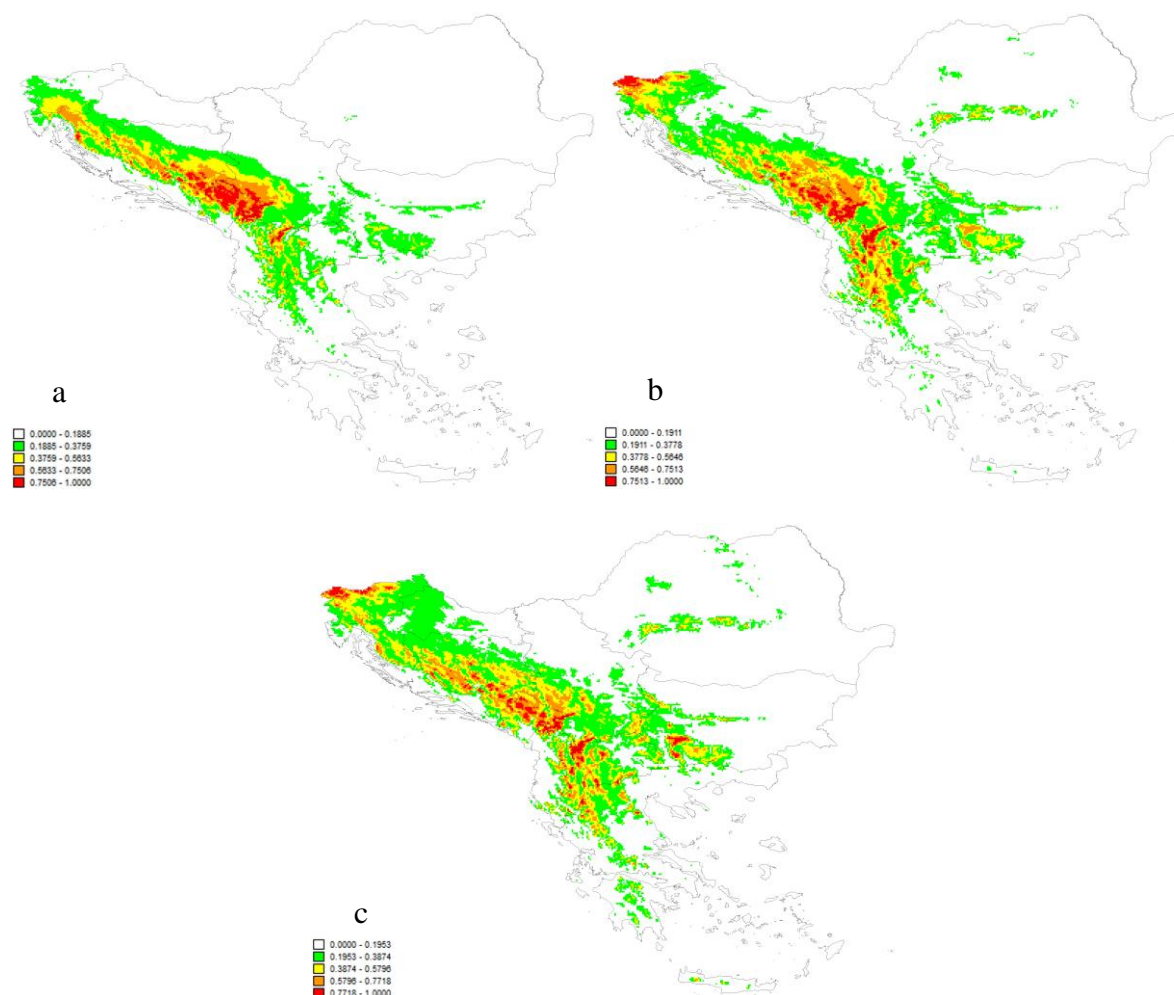 a
0.0000 - 0.1885
0.1885 - 0.3759
0.3759 - 0.5633
0.5633 - 0.7506
0.7506 - 1.0000
b
0.0000 - 0.1911
0.1911 - 0.3778
0.3778 - 0.5646
0.5646 - 0.7513
0.7513 - 1.0000
c
0.0000 - 0.1953
0.1953 - 0.3874
0.3874 - 0.5796
0.5796 - 0.7718
0.7718 - 1.0000